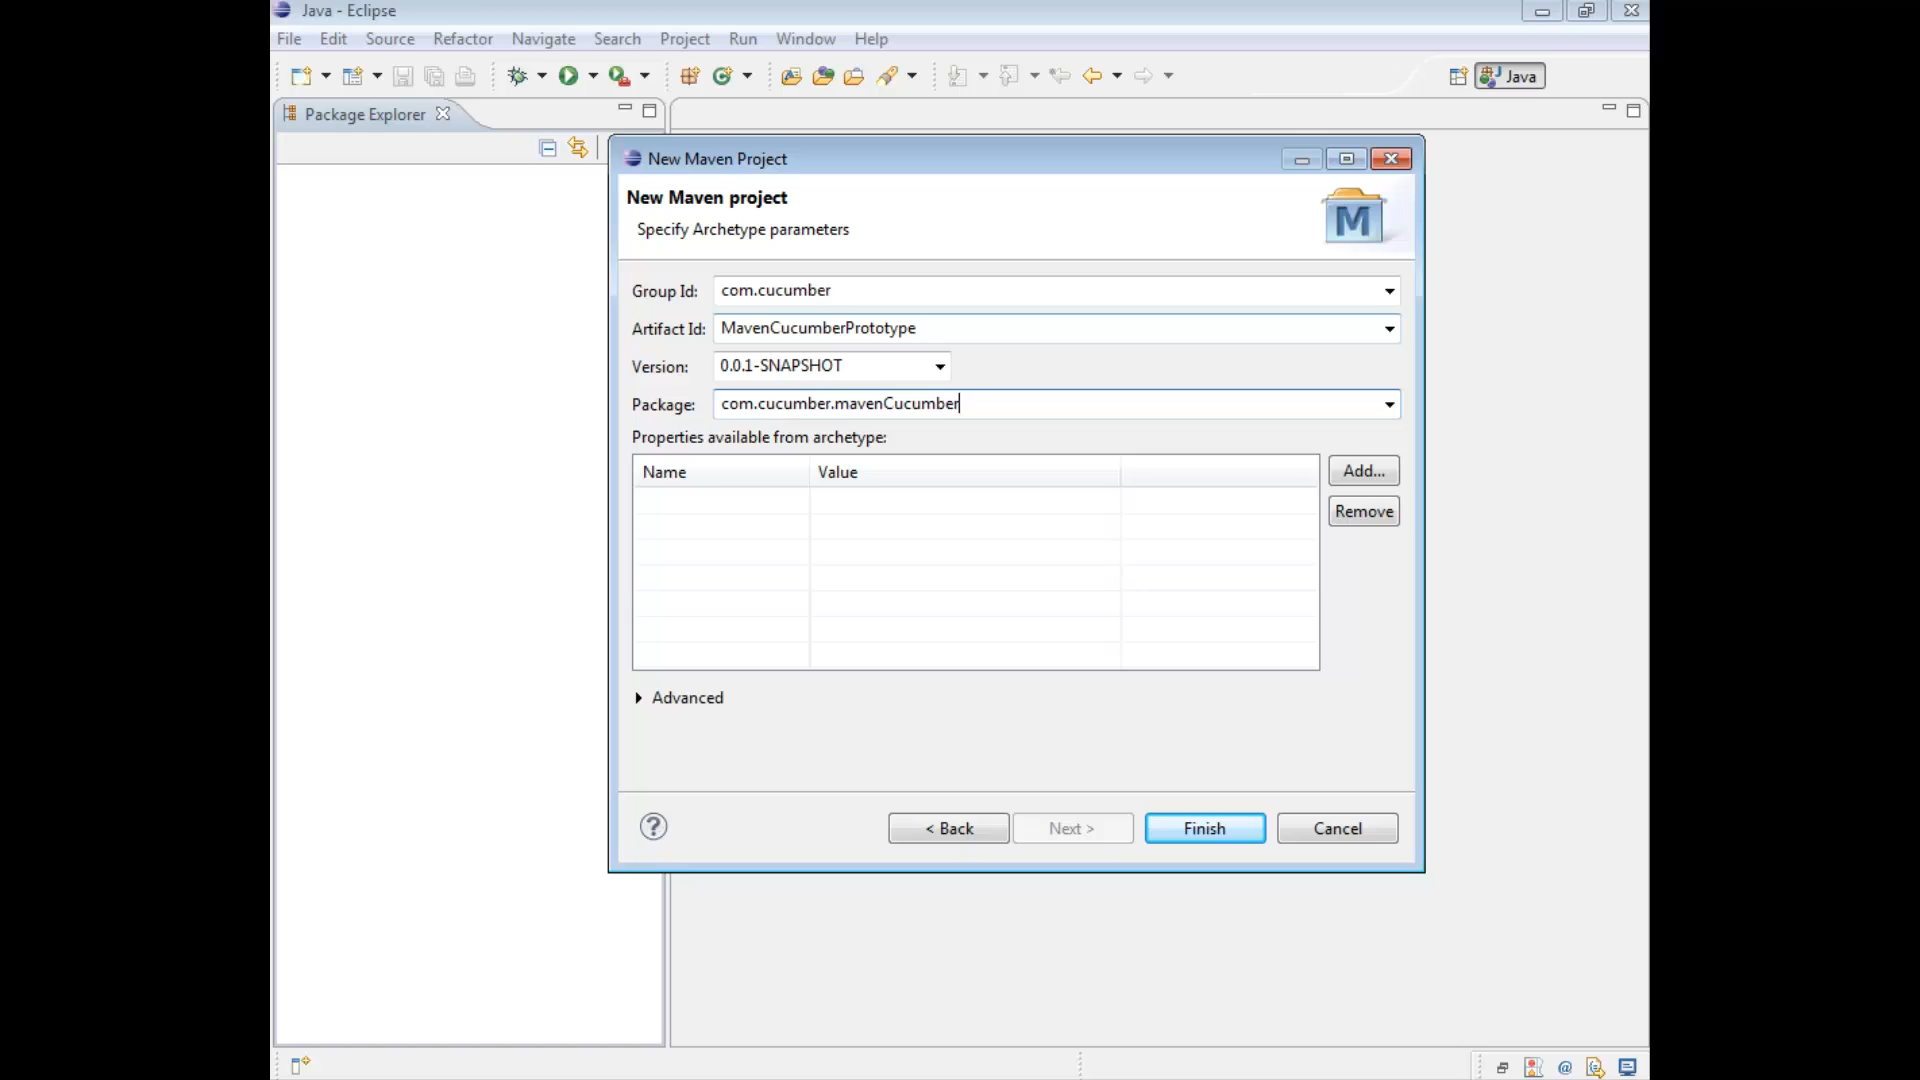 Java - Eclipse
File Edit Source Refactor Navigate Search Project Run Window Help
Java
Package Explorer
New Maven Project
New Maven project
Specify Archetype parameters
M
Group Id: com.cucumber
Artifact Id: MavenCucumberPrototype
Version: 0.0.1-SNAPSHOT
Package: com.cucumber.mavenCucumber
Properties available from archetype:
Name Value
Add...
Remove
Advanced
? < Back Next > Finish Cancel
@